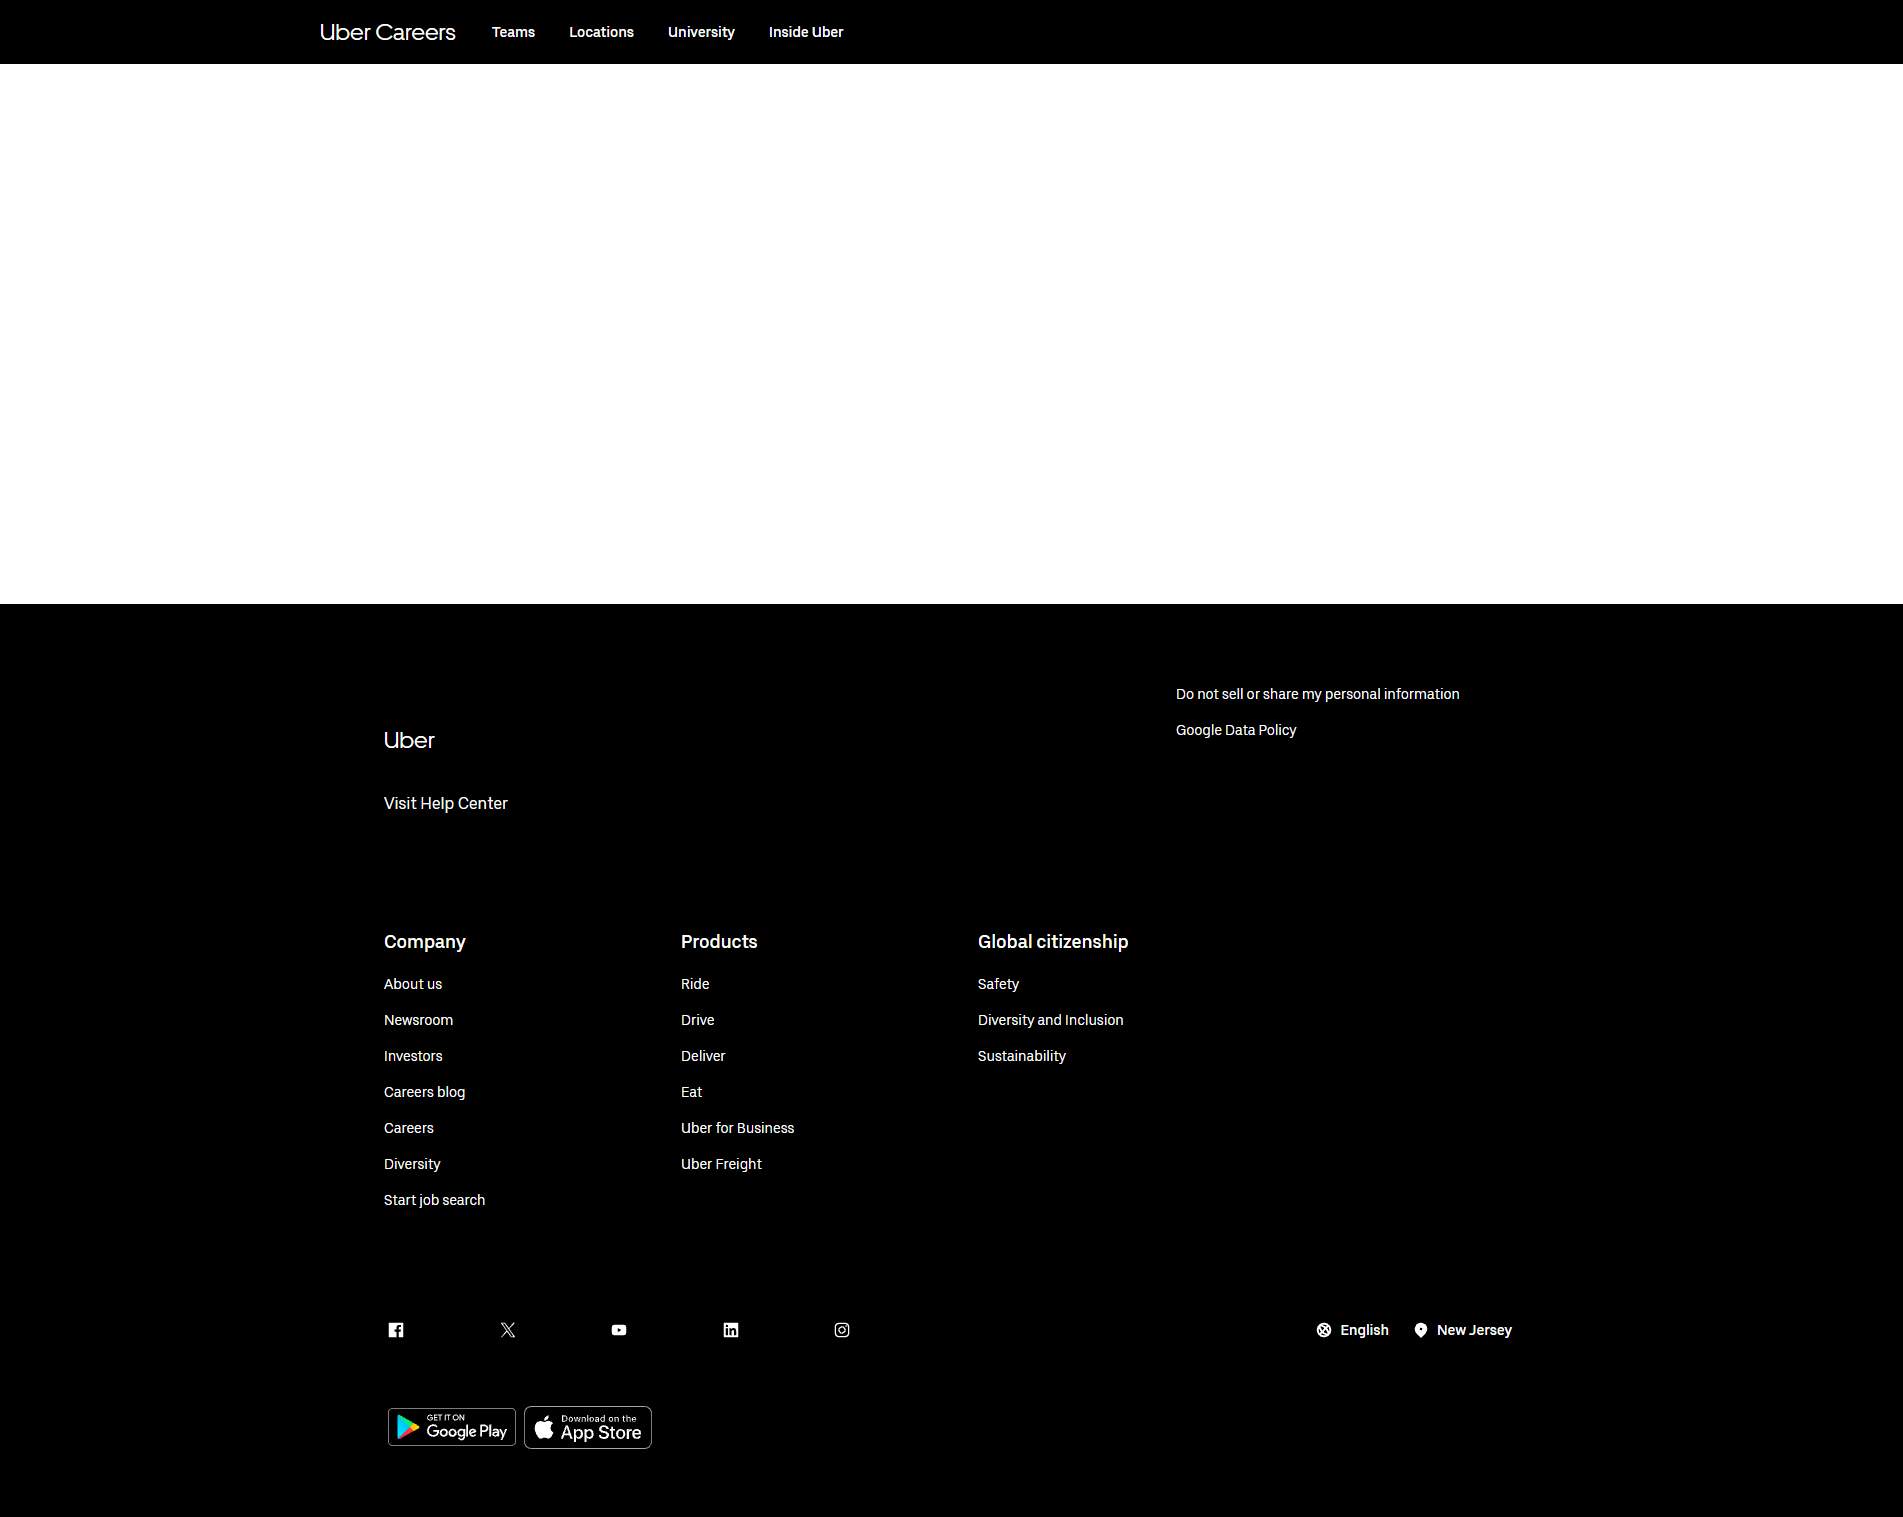 Uber Careers
Teams
Locations
University
Inside Uber
Do not sell or share my personal information
Google Data Policy
Uber
Visit Help Center
Company
About us
Newsroom
Investors
Careers blog
Careers
Diversity
Start job search
Products
Ride
Drive
Deliver
Eat
Uber for Business
Uber Freight
Global citizenship
Safety
Diversity and Inclusion
Sustainability
English
New Jersey
GET IT ON
Google Play
Download on the
App Store